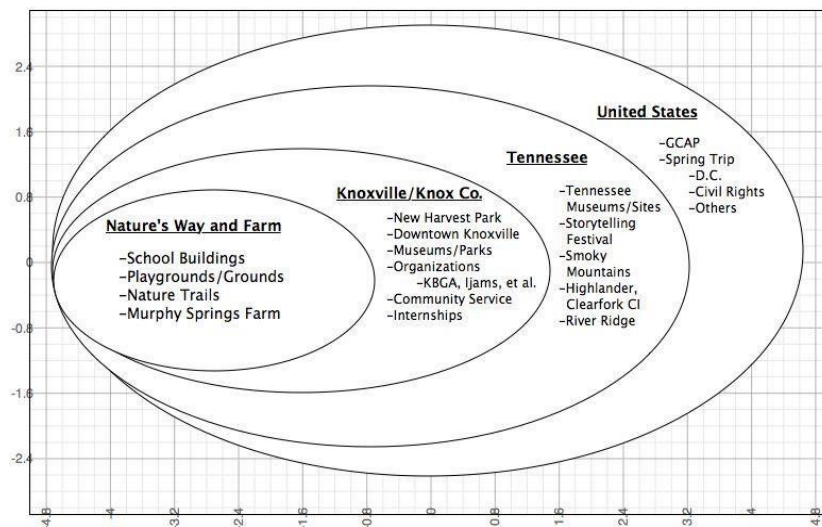 United States
-GCAP
-Spring Trip
-D.C.
-Civil Rights
-Others
Tennessee
-Tennessee
Museums/Sites
-Storytelling
Festival
-Smoky
Mountains
-Highlander,
Clearfork CI
-River Ridge
Knoxville/Knox Co.
-New Harvest Park
-Downtown Knoxville
-Museums/Parks
-Organizations
-KBGA, Ijams, et al.
-Community Service
-Internships
Nature's Way and Farm
-School Buildings
-Playgrounds/Grounds
-Nature Trails
-Murphy Springs Farm
2.4
1.6
0.8
0
-0.8
-1.6
-2.4
-4.8
-4
-3.2
-2.4
-1.6
-0.8
0
0.8
1.6
2.4
3.2
4
4.8